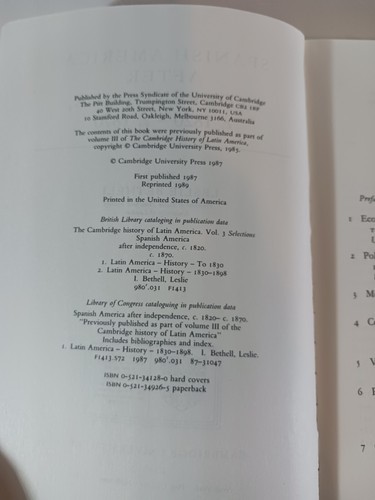 Published by the Press Syndicate of the University of Cambridge
The Pitt Building, Trumpington Street, Cambridge CB2 1RP
40 West 20th Street, New York, NY 10011, USA
10 Stamford Road, Oakleigh, Melbourne 3166, Australia
The contents of this book were previously published as part of
volume III of The Cambridge History of Latin America,
copyright © Cambridge University Press, 1985.
© Cambridge University Press 1987
First published 1987
Reprinted 1989
Printed in the United States of America
British Library cataloging in publication data
The Cambridge history of Latin America. Vol. 3 Selections
Spanish America
after independence, c. 1820.
c. 1870.
1. Latin America – History – To 1830
2. Latin America – History – 1830–1898
I. Bethell, Leslie
980'.031 F1413
Library of Congress cataloguing in publication data
Spanish America after independence, c. 1820– c. 1870.
"Previously published as part of volume III of the
Cambridge history of Latin America"
Includes bibliographies and index.
1. Latin America – History – 1830–1898. I. Bethell, Leslie.
F1413.S72 1987 980'.031 87–31047
ISBN 0-521-34128-0 hard covers
ISBN 0-521-34926-5 paperback
1
2
3
4
5
6
7